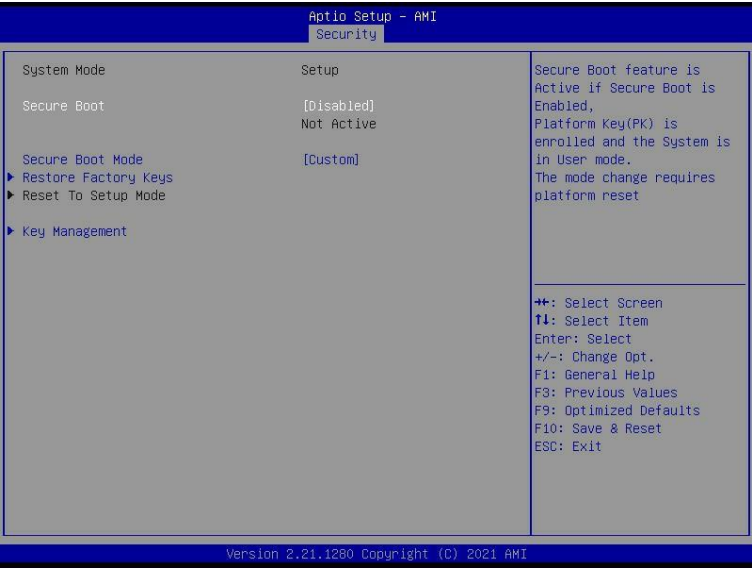 Aptio Setup - AMI
Security
System Mode Setup
Secure Boot [Disabled]
Not Active
Secure Boot Mode [Custom]
Restore Factory Keys
Reset To Setup Mode
Key Management
Secure Boot feature is
Active if Secure Boot is
Enabled,
Platform Key(PK) is
enrolled and the System is
in User mode.
The mode change requires
platform reset
→←: Select Screen
↑↓: Select Item
Enter: Select
+/-: Change Opt.
F1: General Help
F3: Previous Values
F9: Optimized Defaults
F10: Save & Reset
ESC: Exit
Version 2.21.1280 Copyright (C) 2021 AMI